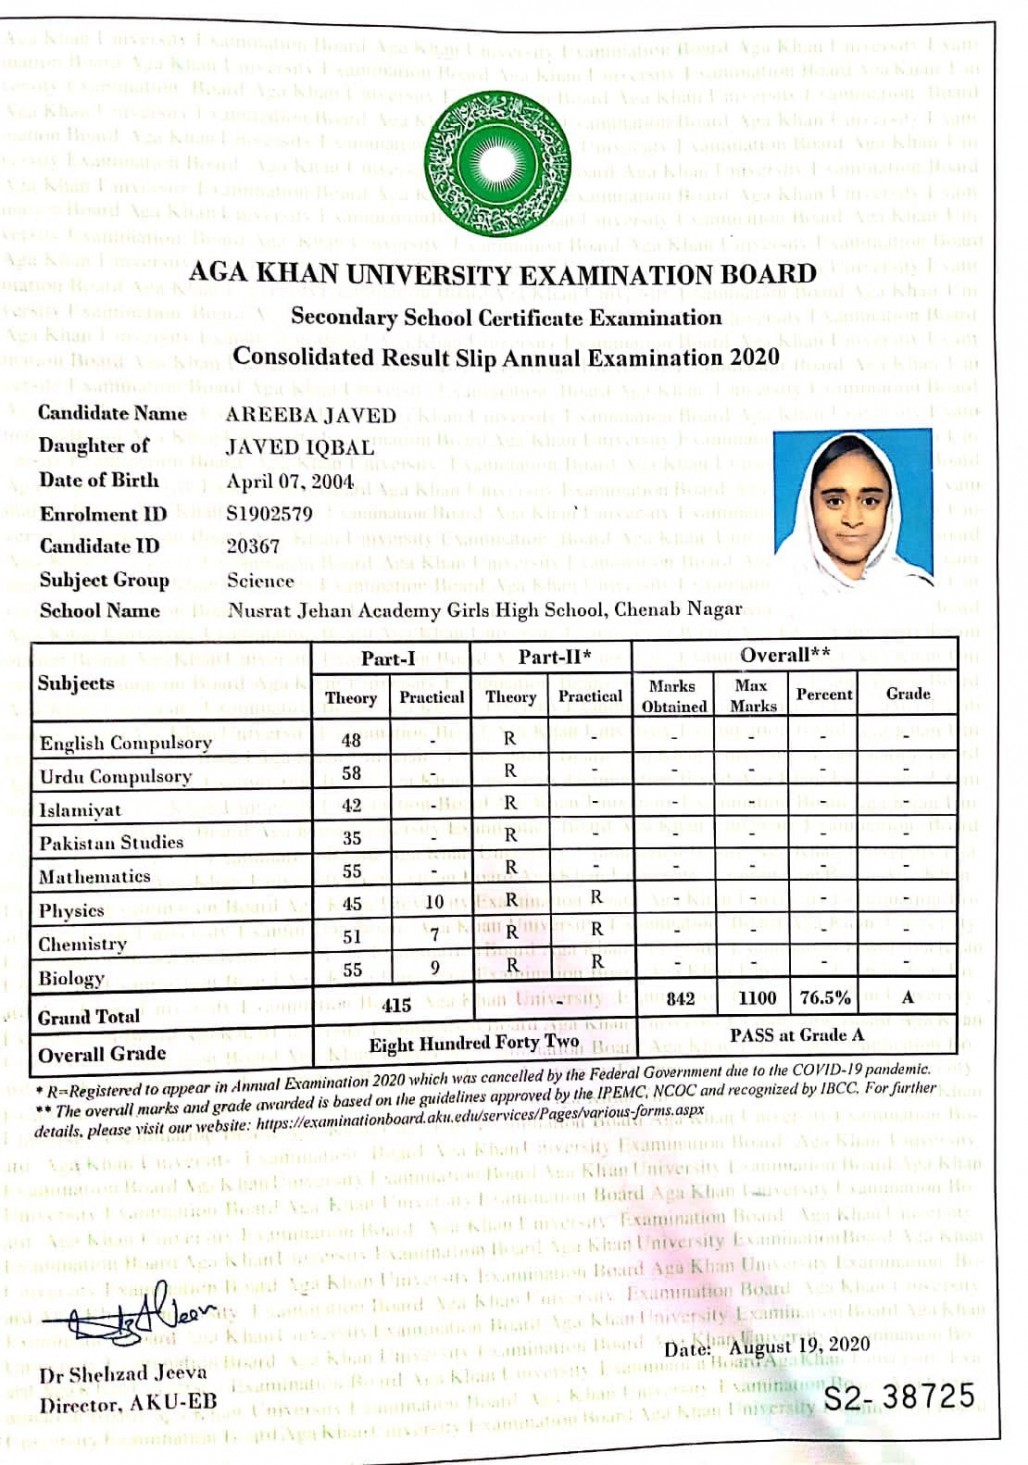 AGA KHAN UNIVERSITY EXAMINATION BOARD
Secondary School Certificate Examination
Consolidated Result Slip Annual Examination 2020
Candidate Name AREEBA JAVED
Daughter of JAVED IQBAL
Date of Birth April 07, 2004
Enrolment ID S1902579
Candidate ID 20367
Subject Group Science
School Name Nusrat Jehan Academy Girls High School, Chenab Nagar
Subjects Part-I Part-II* Overall**
Theory Practical Theory Practical Marks Obtained Max Marks Percent Grade
English Compulsory 48 - R - - - - -
Urdu Compulsory 58 - R - - - - -
Islamiyat 42 - R - - - - -
Pakistan Studies 35 - R - - - - -
Mathematics 55 - R - - - - -
Physics 45 10 R R - - - -
Chemistry 51 7 R R - - - -
Biology 55 9 R R - - - -
Grand Total 415 - 842 1100 76.5% A
Overall Grade Eight Hundred Forty Two PASS at Grade A
* R=Registered to appear in Annual Examination 2020 which was cancelled by the Federal Government due to the COVID-19 pandemic.
** The overall marks and grade awarded is based on the guidelines approved by the IPEMC, NCOC and recognized by IBCC. For further
details, please visit our website: https://examinationboard.aku.edu/services/Pages/various-forms.aspx
Date: August 19, 2020
Dr Shehzad Jeeva
Director, AKU-EB
S2-38725